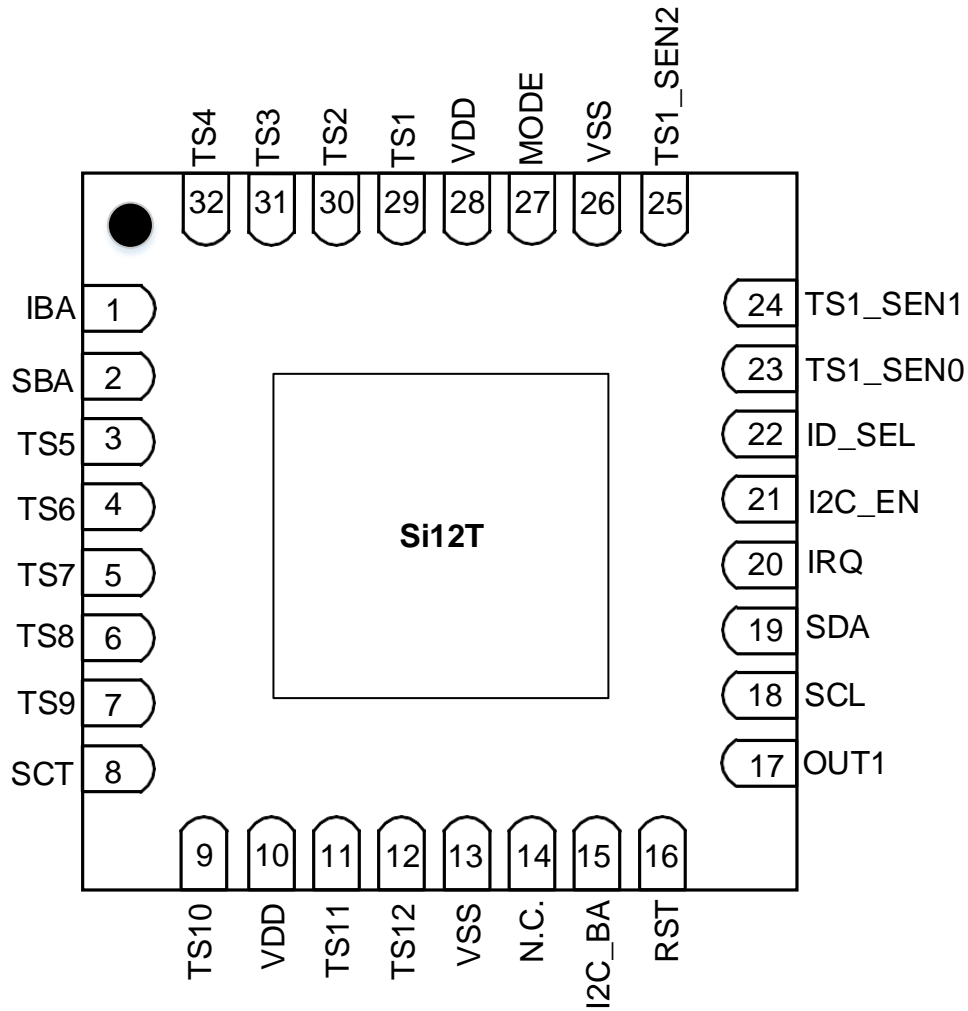 TS4
TS3
TS2
TS1
VDD
MODE
VSS
TS1_SEN2
32
31
30
29
28
27
26
25
IBA 1
SBA 2
TS5 3
TS6 4
TS7 5
TS8 6
TS9 7
SCT 8
Si12T
24 TS1_SEN1
23 TS1_SEN0
22 ID_SEL
21 I2C_EN
20 IRQ
19 SDA
18 SCL
17 OUT1
9
10
11
12
13
14
15
16
TS10
VDD
TS11
TS12
VSS
N.C.
I2C_BA
RST